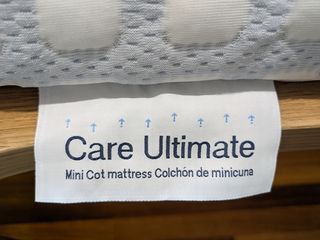 Care Ultimate
Mini Cot mattress Colchón de minicuna